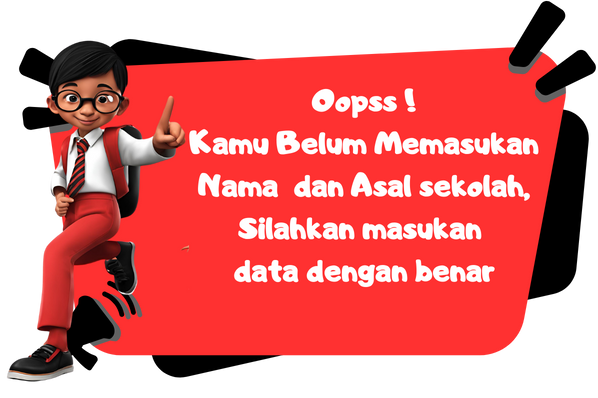 Oopss !
Kamu Belum Memasukan
Nama dan Asal sekolah,
Silahkan masukan
data dengan benar